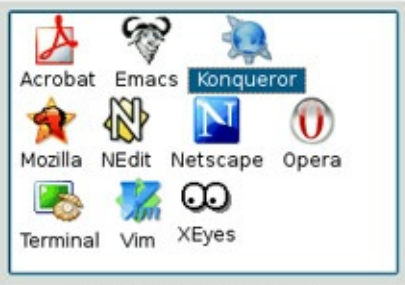 Acrobat Emacs Konqueror
Mozilla NEdit Netscape Opera
Terminal Vim XEyes